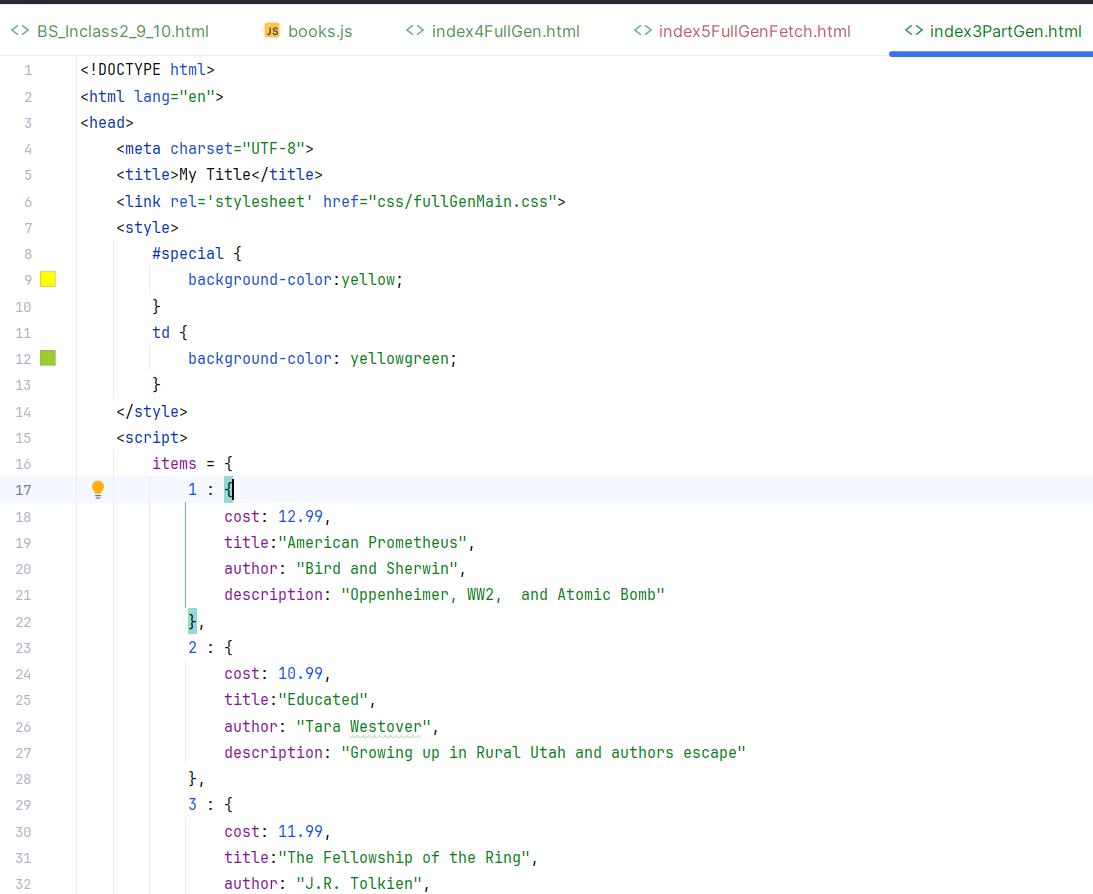 BS_Inclass2_9_10.html books.js index4FullGen.html index5FullGenFetch.html index3PartGen.html
1 <!DOCTYPE html>
2 <html lang="en">
3 <head>
4 <meta charset="UTF-8">
5 <title>My Title</title>
6 <link rel='stylesheet' href="css/fullGenMain.css">
7 <style>
8 #special {
9 background-color:yellow;
10 }
11 td {
12 background-color: yellowgreen;
13 }
14 </style>
15 <script>
16 items = {
17 1 : {
18 cost: 12.99,
19 title:"American Prometheus",
20 author: "Bird and Sherwin",
21 description: "Oppenheimer, WW2,  and Atomic Bomb"
22 },
23 2 : {
24 cost: 10.99,
25 title:"Educated",
26 author: "Tara Westover",
27 description: "Growing up in Rural Utah and authors escape"
28 },
29 3 : {
30 cost: 11.99,
31 title:"The Fellowship of the Ring",
32 author: "J.R. Tolkien",